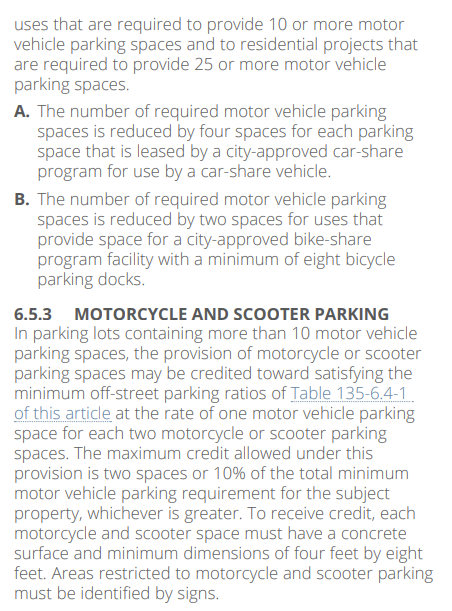 uses that are required to provide 10 or more motor
vehicle parking spaces and to residential projects that
are required to provide 25 or more motor vehicle
parking spaces.
A. The number of required motor vehicle parking
spaces is reduced by four spaces for each parking
space that is leased by a city-approved car-share
program for use by a car-share vehicle.
B. The number of required motor vehicle parking
spaces is reduced by two spaces for uses that
provide space for a city-approved bike-share
program facility with a minimum of eight bicycle
parking docks.
6.5.3 MOTORCYCLE AND SCOOTER PARKING
In parking lots containing more than 10 motor vehicle
parking spaces, the provision of motorcycle or scooter
parking spaces may be credited toward satisfying the
minimum off-street parking ratios of Table 135-6.4-1
of this article at the rate of one motor vehicle parking
space for each two motorcycle or scooter parking
spaces. The maximum credit allowed under this
provision is two spaces or 10% of the total minimum
motor vehicle parking requirement for the subject
property, whichever is greater. To receive credit, each
motorcycle and scooter space must have a concrete
surface and minimum dimensions of four feet by eight
feet. Areas restricted to motorcycle and scooter parking
must be identified by signs.